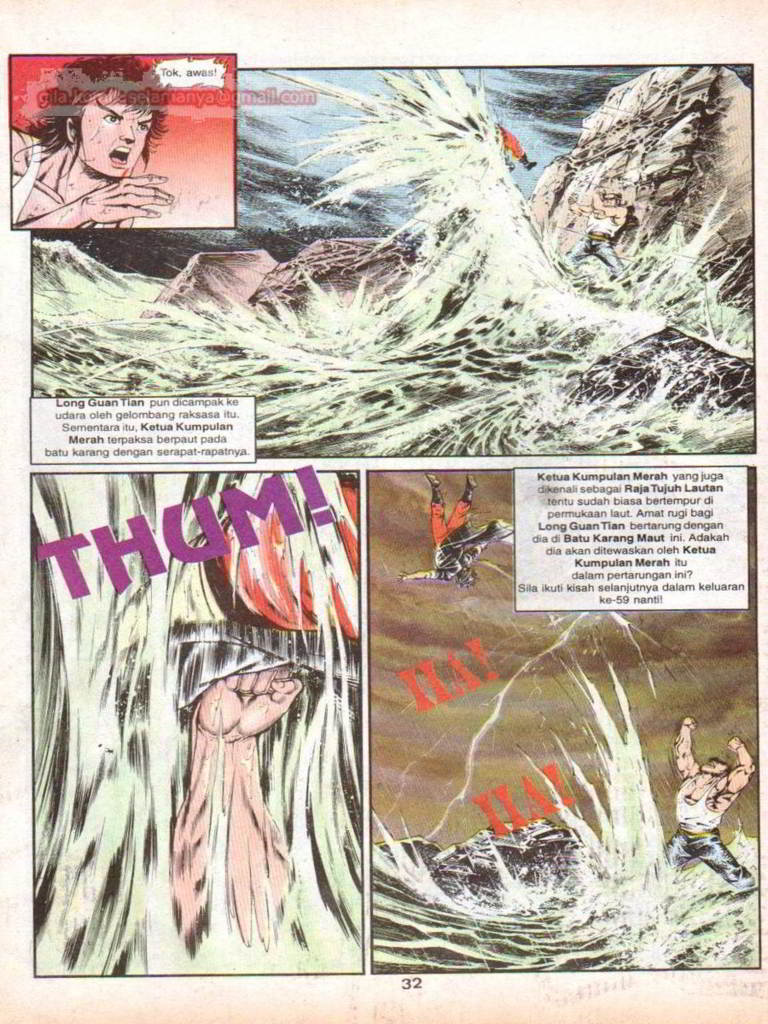 Tok, awas!
Long Guan Tian pun dicampak ke
udara oleh gelombang raksasa itu.
Sementara itu, Ketua Kumpulan
Merah terpaksa berpaut pada
batu karang dengan serapat-rapatnya.
THUM!
Ketua Kumpulan Merah yang juga
dikenali sebagai Raja Tujuh Lautan
tentu sudah biasa bertempur di
permukaan laut. Amat rugi bagi
Long Guan Tian bertarung dengan
dia di Batu Karang Maut ini. Adakah
dia akan ditewaskan oleh Ketua
Kumpulan Merah itu
dalam pertarungan ini?
Sila ikuti kisah selanjutnya dalam keluaran
ke-59 nanti!
HA!
HA!
32